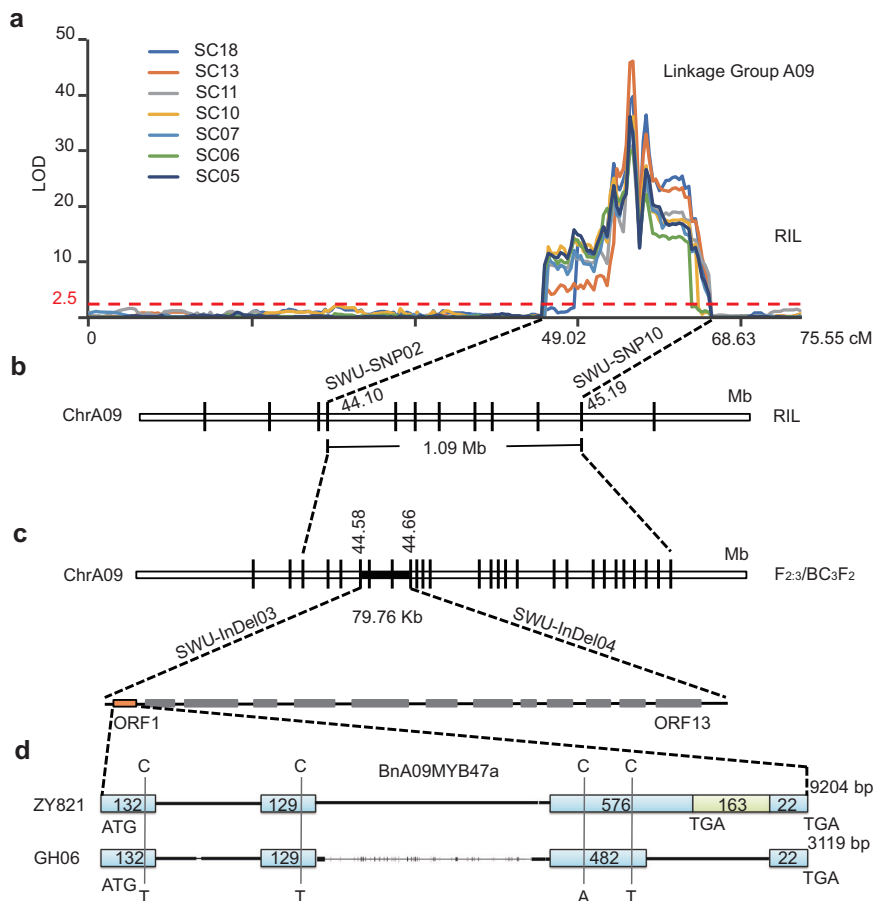 a
50
40
30
20
10
2.5
LOD
SC18
SC13
SC11
SC10
SC07
SC06
SC05
Linkage Group A09
RIL
0
49.02
68.63
75.55 cM
b
SWU-SNP02
SWU-SNP10
44.10
45.19
Mb
ChrA09
RIL
1.09 Mb
c
44.58
44.66
Mb
ChrA09
F2:3/BC3F2
79.76 Kb
SWU-InDel03
SWU-InDel04
ORF1
ORF13
d
C
C
BnA09MYB47a
C
C
9204 bp
ZY821
132
129
576
163
22
ATG
TGA
TGA
3119 bp
GH06
132
129
482
22
ATG
T
T
A
T
TGA